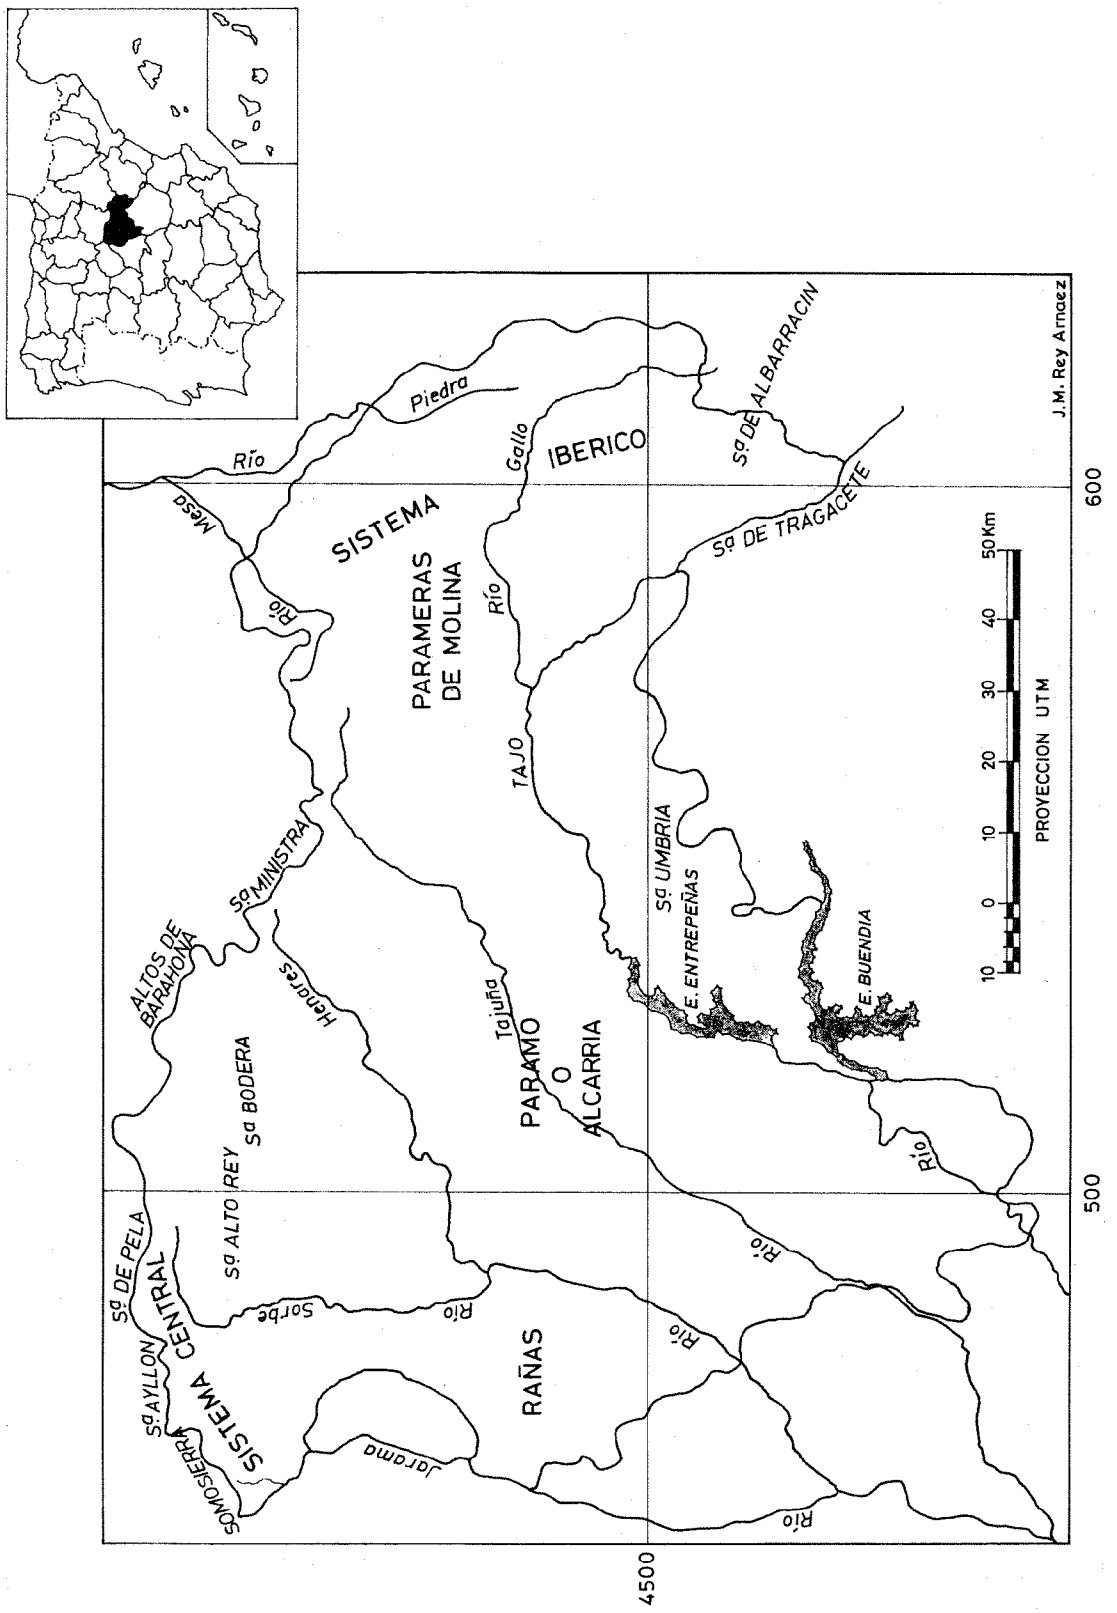 Sª DE PELA
Sª AYLLON
SOMOSIERRA
SISTEMA CENTRAL
ALTOS DE
BARAHONA
Sª MINISTRA
Sª ALTO REY
Sª BODERA
Henares
Río
Sorbe
Río
Jarama
Río
Río
RAÑAS
Tajuña
Río
PARAMO
O
ALCARRIA
Río
Mesa
Río
Río
Piedra
SISTEMA
IBERICO
PARAMERAS
DE MOLINA
Río
Gallo
TAJO
Sª UMBRIA
E. ENTREPEÑAS
E. BUENDIA
Sª DE TRAGACETE
Sª DE ALBARRACIN
4500
500
600
10 0 10 20 30 40 50 Km
PROYECCION UTM
J.M. Rey Arnaez